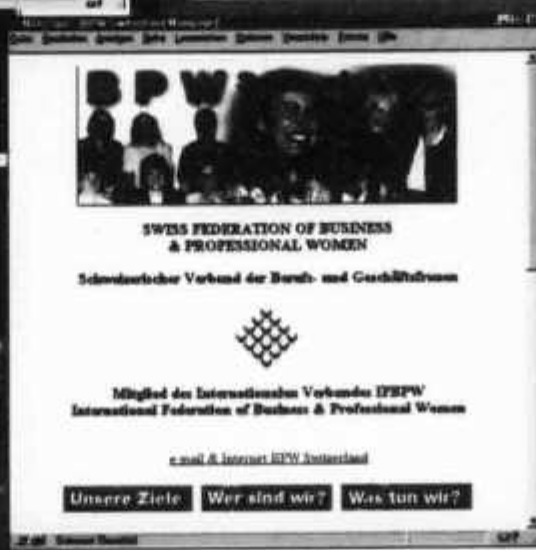 BPW
SWISS FEDERATION OF BUSINESS
& PROFESSIONAL WOMEN
Schweizerischer Verband der Berufs- und Geschäftsfrauen
Mitglied des Internationalen Verbandes IFBPW
International Federation of Business & Professional Women
e-mail & Internet BPW Switzerland
Unsere Ziele Wer sind wir? Was tun wir?